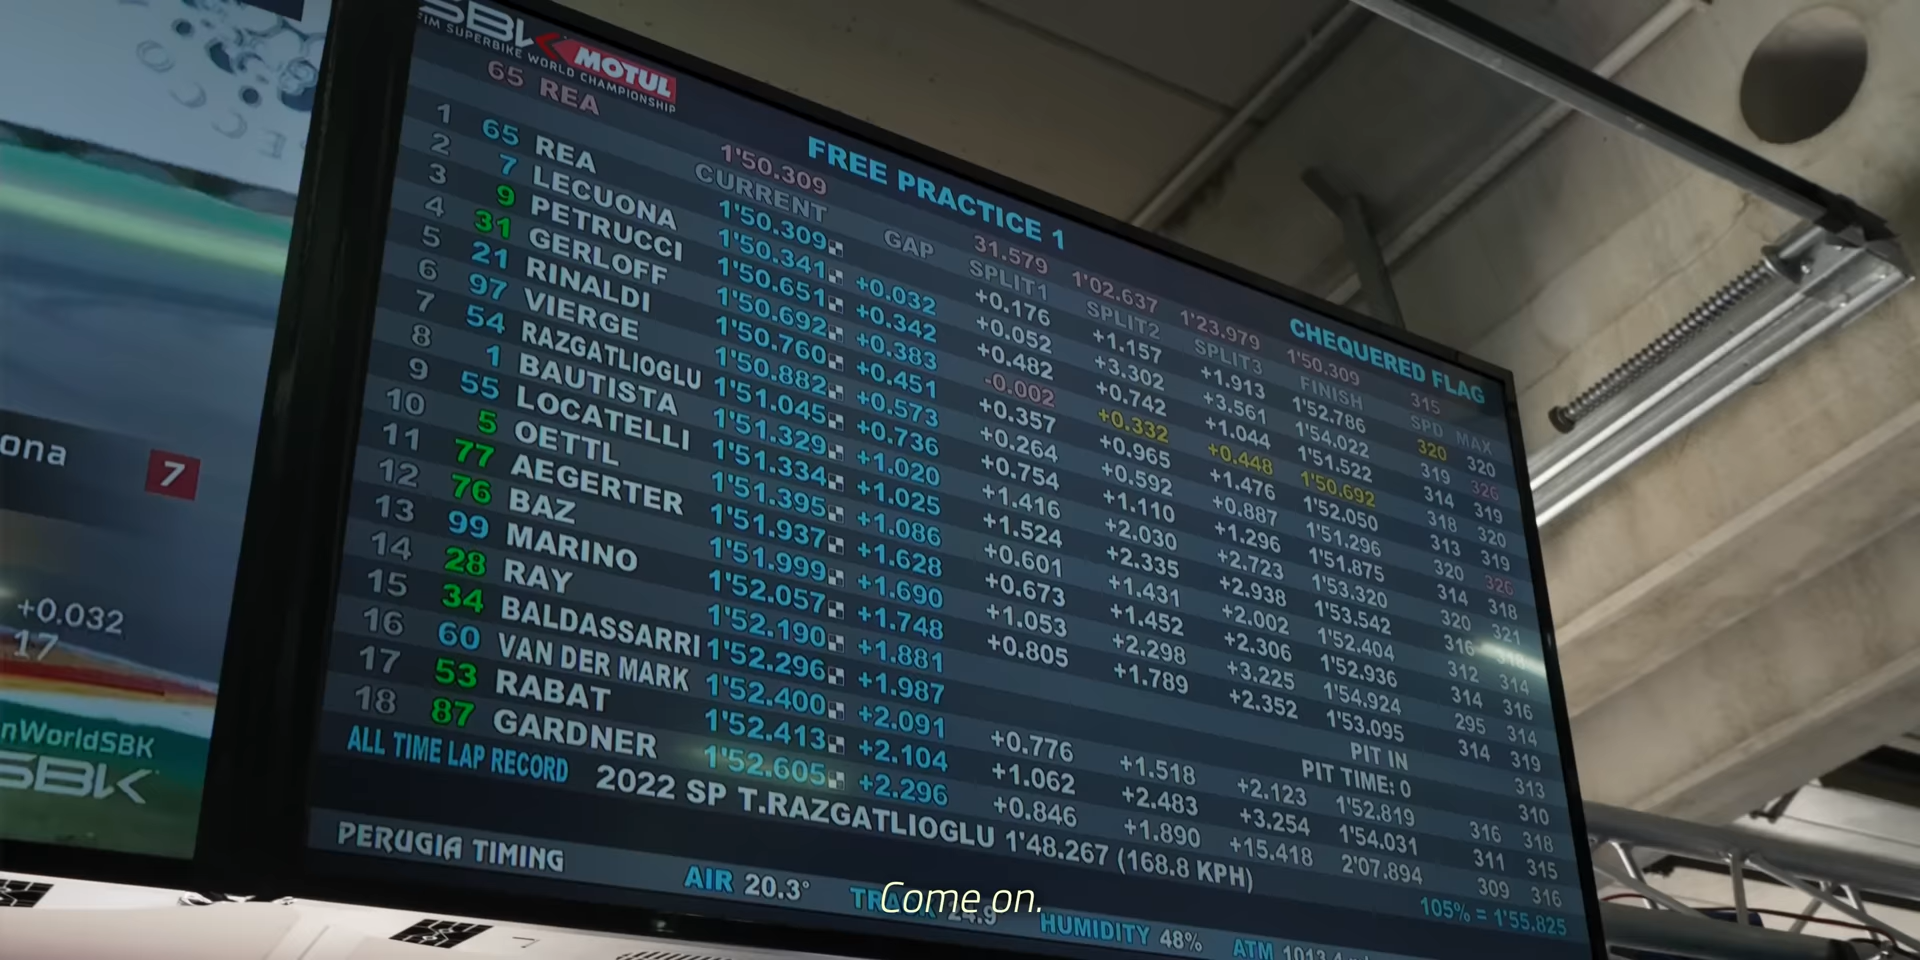 SBK MOTUL
FIM SUPERBIKE WORLD CHAMPIONSHIP
FREE PRACTICE 1 CHEQUERED FLAG
65 REA 1'50.309 31.579 1'02.637 1'23.979 1'50.309 315
CURRENT GAP SPLIT1 SPLIT2 SPLIT3 FINISH SPD MAX
1 65 REA 1'50.309 +0.176 +1.157 +1.913 1'52.786 320 320
2 7 LECUONA 1'50.341 +0.032 +0.052 +3.302 +3.561 1'54.022 319 326
3 9 PETRUCCI 1'50.651 +0.342 +0.482 +0.742 +1.044 1'51.522 314 319
4 31 GERLOFF 1'50.692 +0.383 -0.002 +0.332 +0.448 1'50.692 318 320
5 21 RINALDI 1'50.760 +0.451 +0.357 +0.965 +1.476 1'52.050 313 319
6 97 VIERGE 1'50.882 +0.573 +0.264 +0.592 +0.887 1'51.296 320 326
7 54 RAZGATLIOGLU 1'51.045 +0.736 +0.754 +1.110 +1.296 1'51.875 314 318
8 1 BAUTISTA 1'51.329 +1.020 +1.416 +2.030 +2.723 1'53.320 320 321
9 55 LOCATELLI 1'51.334 +1.025 +1.524 +2.335 +2.938 1'53.542 316
10 5 OETTL 1'51.395 +1.086 +0.601 +1.431 +2.002 1'52.404 312 314
11 77 AEGERTER 1'51.937 +1.628 +0.673 +1.452 +2.306 1'52.936 314 316
12 76 BAZ 1'51.999 +1.690 +1.053 +2.298 +3.225 1'54.924 295 314
13 99 MARINO 1'52.057 +1.748 +0.805 +1.789 +2.352 1'53.095 314 319
14 28 RAY 1'52.190 +1.881 PIT IN 313
15 34 BALDASSARRI 1'52.296 +1.987 PIT TIME: 0 310
16 60 VAN DER MARK 1'52.400 +2.091 +0.776 +1.518 +2.123 1'52.819 316 318
17 53 RABAT 1'52.413 +2.104 +1.062 +2.483 +3.254 1'54.031 311 315
18 87 GARDNER 1'52.605 +2.296 +0.846 +1.890 +15.418 2'07.894 309 316
ALL TIME LAP RECORD 2022 SP T.RAZGATLIOGLU 1'48.267 (168.8 KPH) 105% = 1'55.825
PERUGIA TIMING AIR 20.3° 24.9 HUMIDITY 48% ATM
ona 7
+0.032
17
nWorldSBK
SBK
Come on.